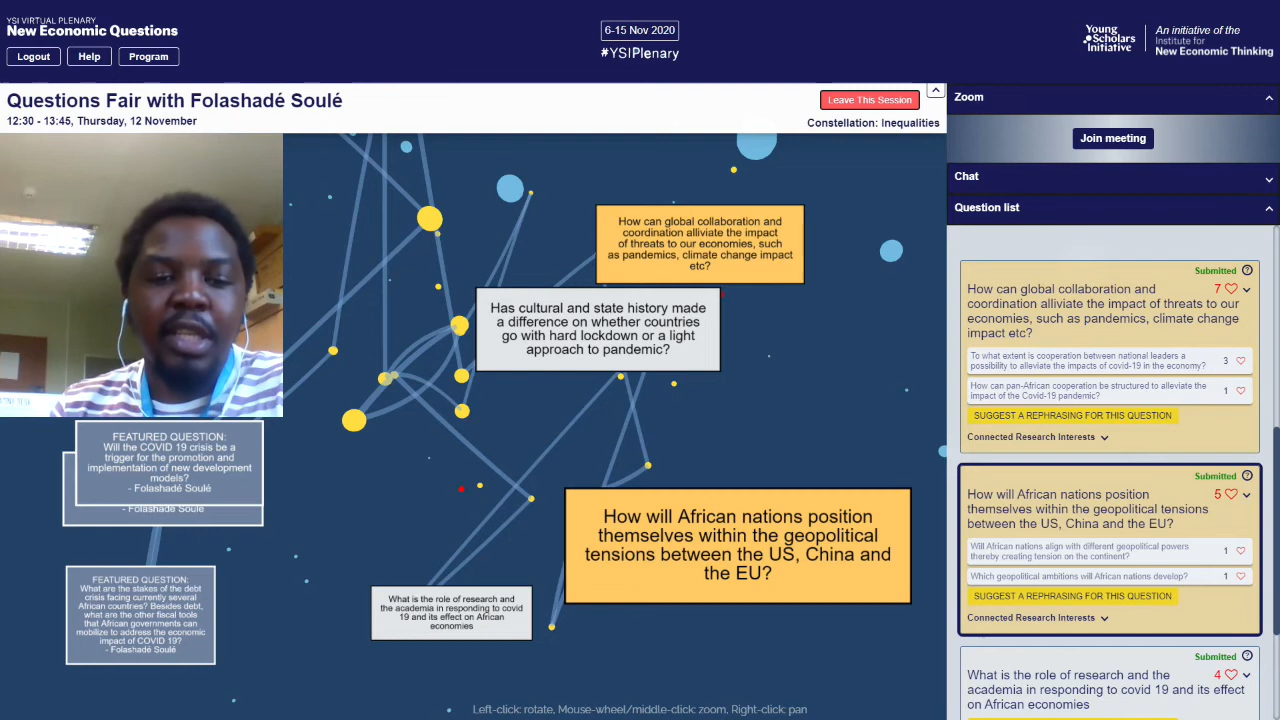 YSI VIRTUAL PLENARY
New Economic Questions
Logout
Help
Program
6-15 Nov 2020
#YSIPlenary
Young
Scholars
Initiative
An initiative of the
Institute for
New Economic Thinking
Questions Fair with Folashadé Soulé
12:30 - 13:45, Thursday, 12 November
Leave This Session
Constellation: Inequalities
How can global collaboration and
coordination alliviate the impact
of threats to our economies, such
as pandemics, climate change impact
etc?
Has cultural and state history made
a difference on whether countries
go with hard lockdown or a light
approach to pandemic?
FEATURED QUESTION:
Will the COVID 19 crisis be a
trigger for the promotion and
implementation of new development
models?
- Folashadé Soulé
- Folashadé Soulé
FEATURED QUESTION:
What are the stakes of the debt
crisis facing currently several
African countries? Besides debt,
what are the other fiscal tools
that African governments can
mobilize to address the economic
impact of COVID 19?
- Folashadé Soulé
What is the role of research and
the academia in responding to covid
19 and its effect on African
economies
How will African nations position
themselves within the geopolitical
tensions between the US, China and
the EU?
Left-click: rotate, Mouse-wheel/middle-click: zoom, Right-click: pan
Zoom
Join meeting
Chat
Question list
Submitted
How can global collaboration and
coordination alliviate the impact of threats to our
economies, such as pandemics, climate change
impact etc?
7
To what extent is cooperation between national leaders a
possibility to alleviate the impacts of covid-19 in the economy?
3
How can pan-African cooperation be structured to alleviate the
impact of the Covid-19 pandemic?
1
SUGGEST A REPHRASING FOR THIS QUESTION
Connected Research Interests
Submitted
How will African nations position
themselves within the geopolitical tensions
between the US, China and the EU?
5
Will African nations align with different geopolitical powers
thereby creating tension on the continent?
1
Which geopolitical ambitions will African nations develop?
1
SUGGEST A REPHRASING FOR THIS QUESTION
Connected Research Interests
Submitted
What is the role of research and the
academia in responding to covid 19 and its effect
on African economies
4